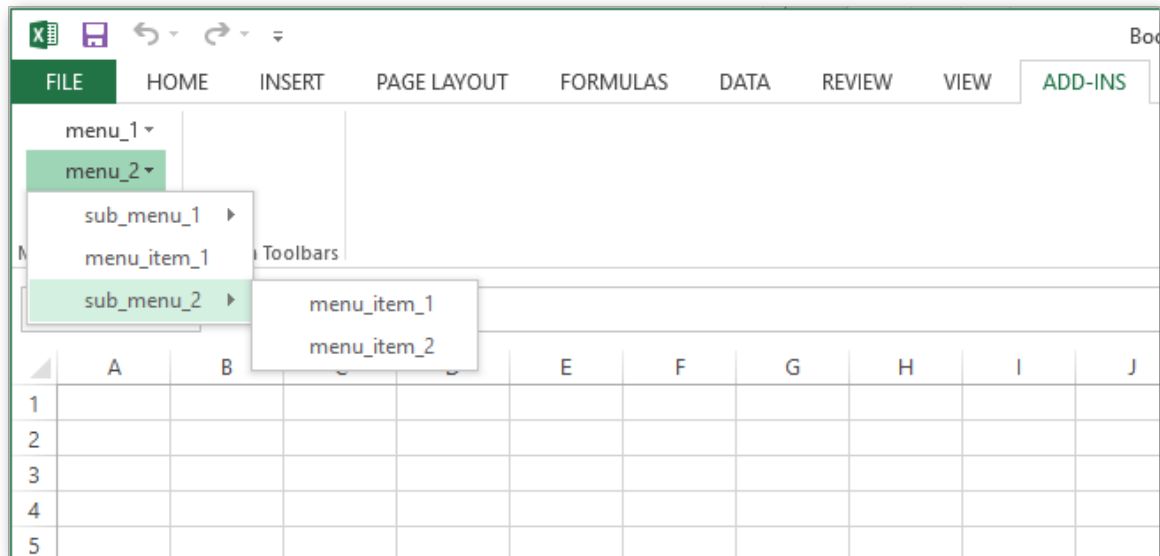 Boo
FILE HOME INSERT PAGE LAYOUT FORMULAS DATA REVIEW VIEW ADD-INS
menu_1
menu_2
sub_menu_1
menu_item_1
Toolbars
sub_menu_2
menu_item_1
menu_item_2
A B E F G H I J
1
2
3
4
5